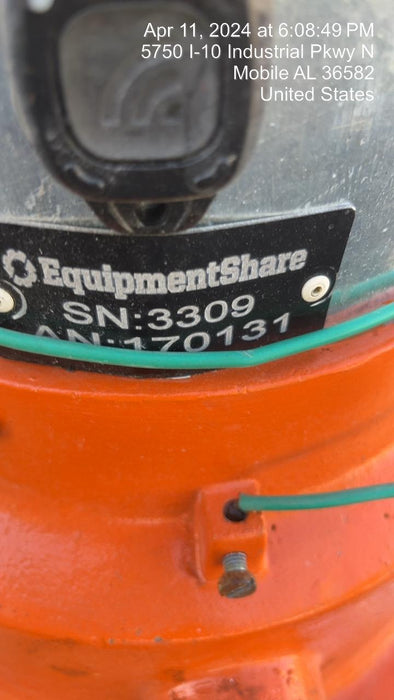 Apr 11, 2024 at 6:08:49 PM
5750 I-10 Industrial Pkwy N
Mobile AL 36582
United States
EquipmentShare
SN:3309
AN:170131